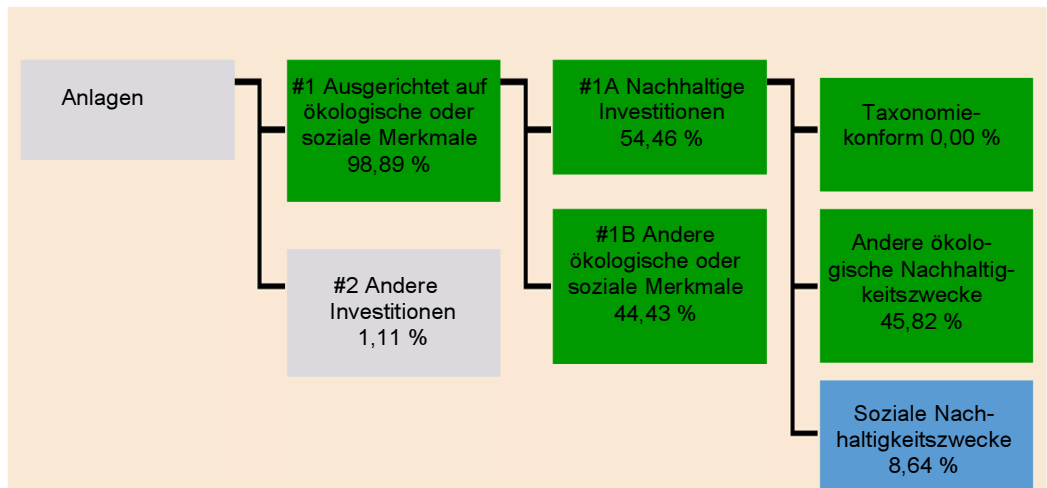 Anlagen
#1 Ausgerichtet auf
ökologische oder
soziale Merkmale
98,89 %
#2 Andere
Investitionen
1,11 %
#1A Nachhaltige
Investitionen
54,46 %
#1B Andere
ökologische oder
soziale Merkmale
44,43 %
Taxonomie-
konform 0,00 %
Andere ökolo-
gische Nachhaltig-
keitszwecke
45,82 %
Soziale Nach-
haltigkeitszwecke
8,64 %